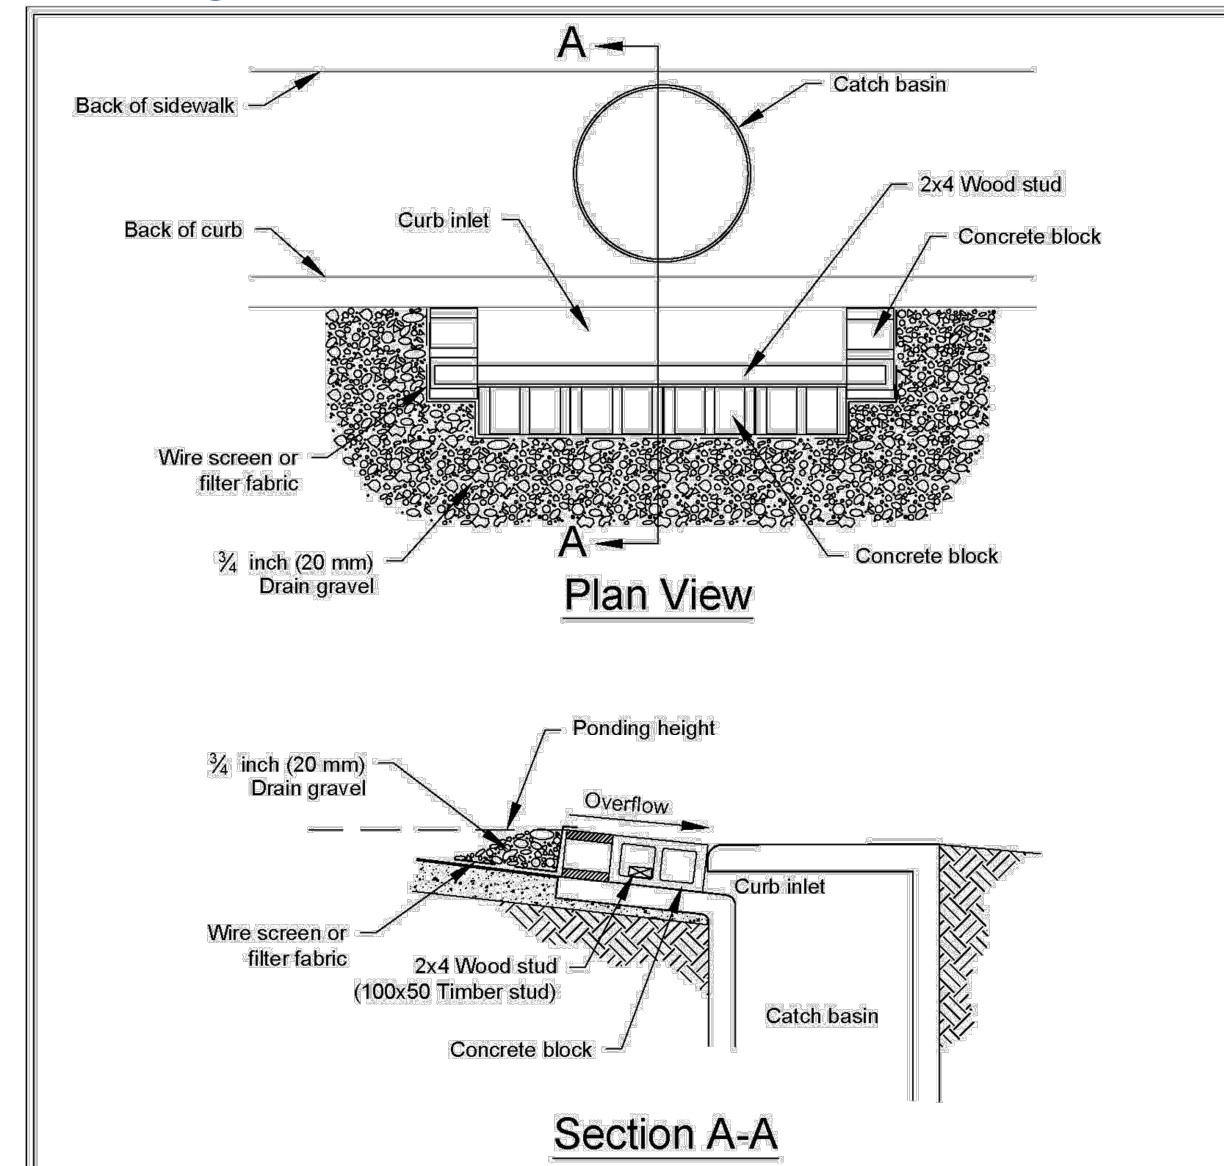 A
Back of sidewalk
Catch basin
2x4 Wood stud
Back of curb
Curb inlet
Concrete block
Wire screen or
filter fabric
A
¾ inch (20 mm)
Drain gravel
Concrete block
Plan View
Ponding height
¾ inch (20 mm)
Drain gravel
Overflow
Curb inlet
Wire screen or
filter fabric
2x4 Wood stud
(100x50 Timber stud)
Catch basin
Concrete block
Section A-A